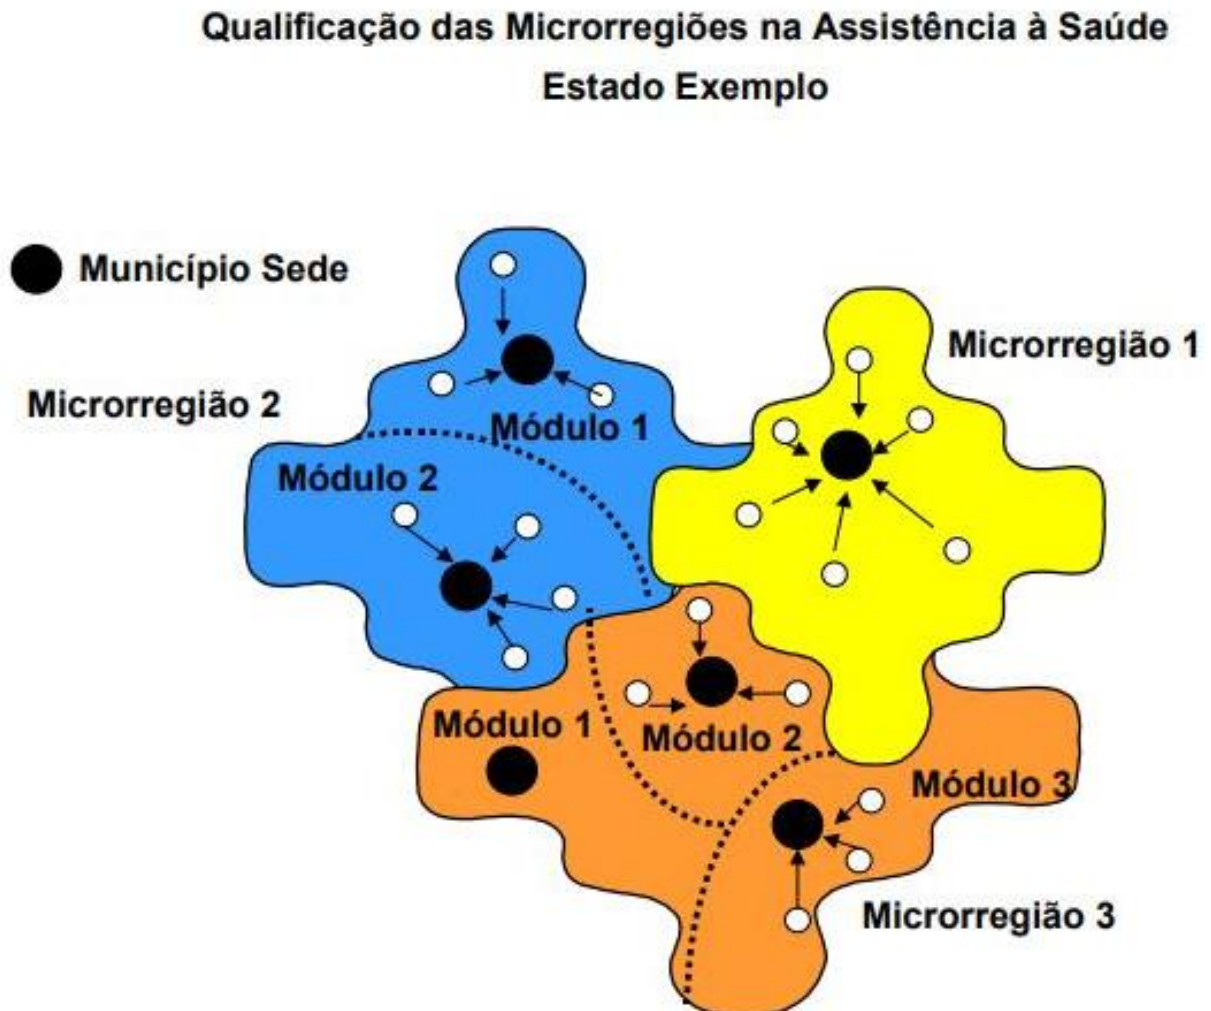 Qualificação das Microrregiões na Assistência à Saúde
Estado Exemplo
Município Sede
Microrregião 1
Microrregião 2
Módulo 1
Módulo 2
Módulo 1
Módulo 2
Módulo 3
Microrregião 3